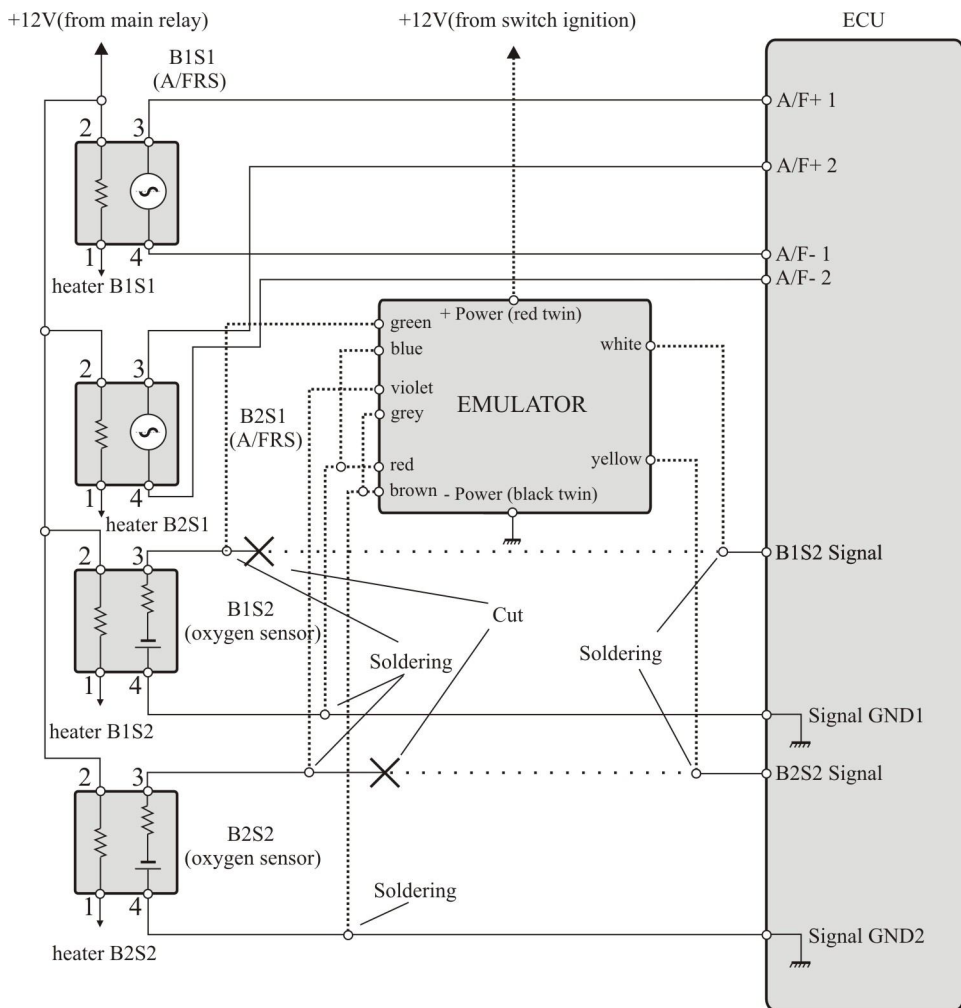 +12V(from main relay)
+12V(from switch ignition)
ECU
B1S1
(A/FRS)
A/F+ 1
2
3
A/F+ 2
1
4
A/F- 1
heater B1S1
A/F- 2
+ Power (red twin)
green
blue
white
2
3
violet
grey
EMULATOR
B2S1
(A/FRS)
red
yellow
brown
- Power (black twin)
1
4
heater B2S1
2
3
B1S2 Signal
B1S2
(oxygen sensor)
Cut
Soldering
Soldering
1
4
heater B1S2
Signal GND1
2
3
B2S2 Signal
B2S2
(oxygen sensor)
Soldering
1
4
heater B2S2
Signal GND2